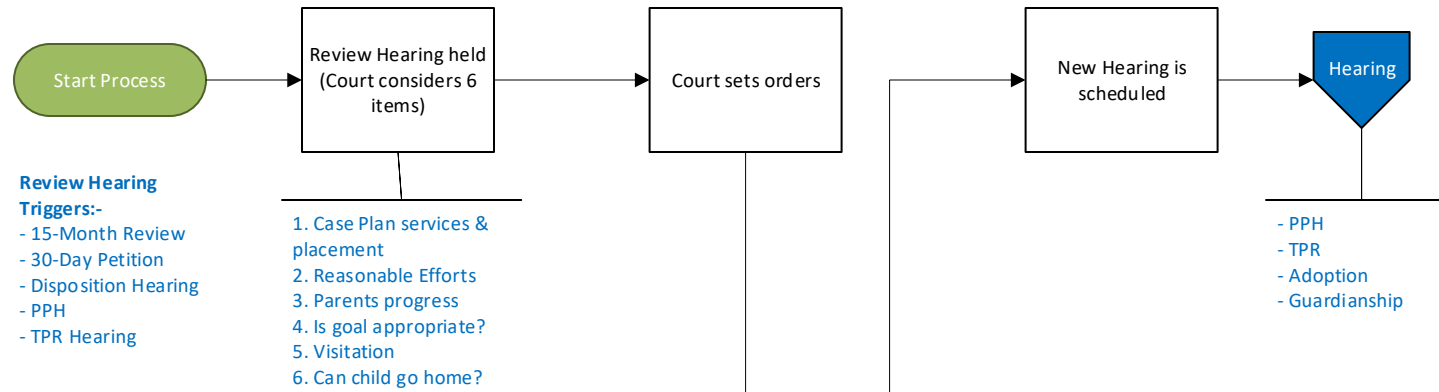 Start Process
Review Hearing held
(Court considers 6
items)
Court sets orders
New Hearing is
scheduled
Hearing
Review Hearing
Triggers:-
- 15-Month Review
- 30-Day Petition
- Disposition Hearing
- PPH
- TPR Hearing
1. Case Plan services &
placement
2. Reasonable Efforts
3. Parents progress
4. Is goal appropriate?
5. Visitation
6. Can child go home?
- PPH
- TPR
- Adoption
- Guardianship